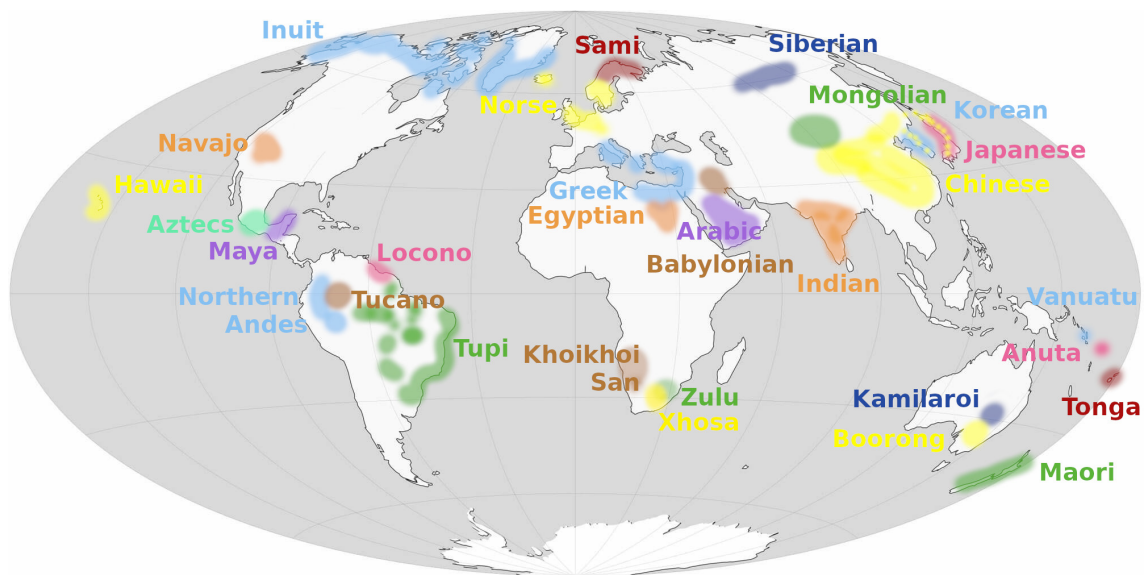 Inuit
Sami
Siberian
Norse
Mongolian
Korean
Navajo
Japanese
Hawaii
Greek
Chinese
Aztecs
Egyptian
Maya
Arabic
Locono
Babylonian
Indian
Northern
Andes
Tucano
Vanuatu
Tupi
Khoikhoi
San
Anuta
Zulu
Kamilaroi
Tonga
Xhosa
Boorong
Maori